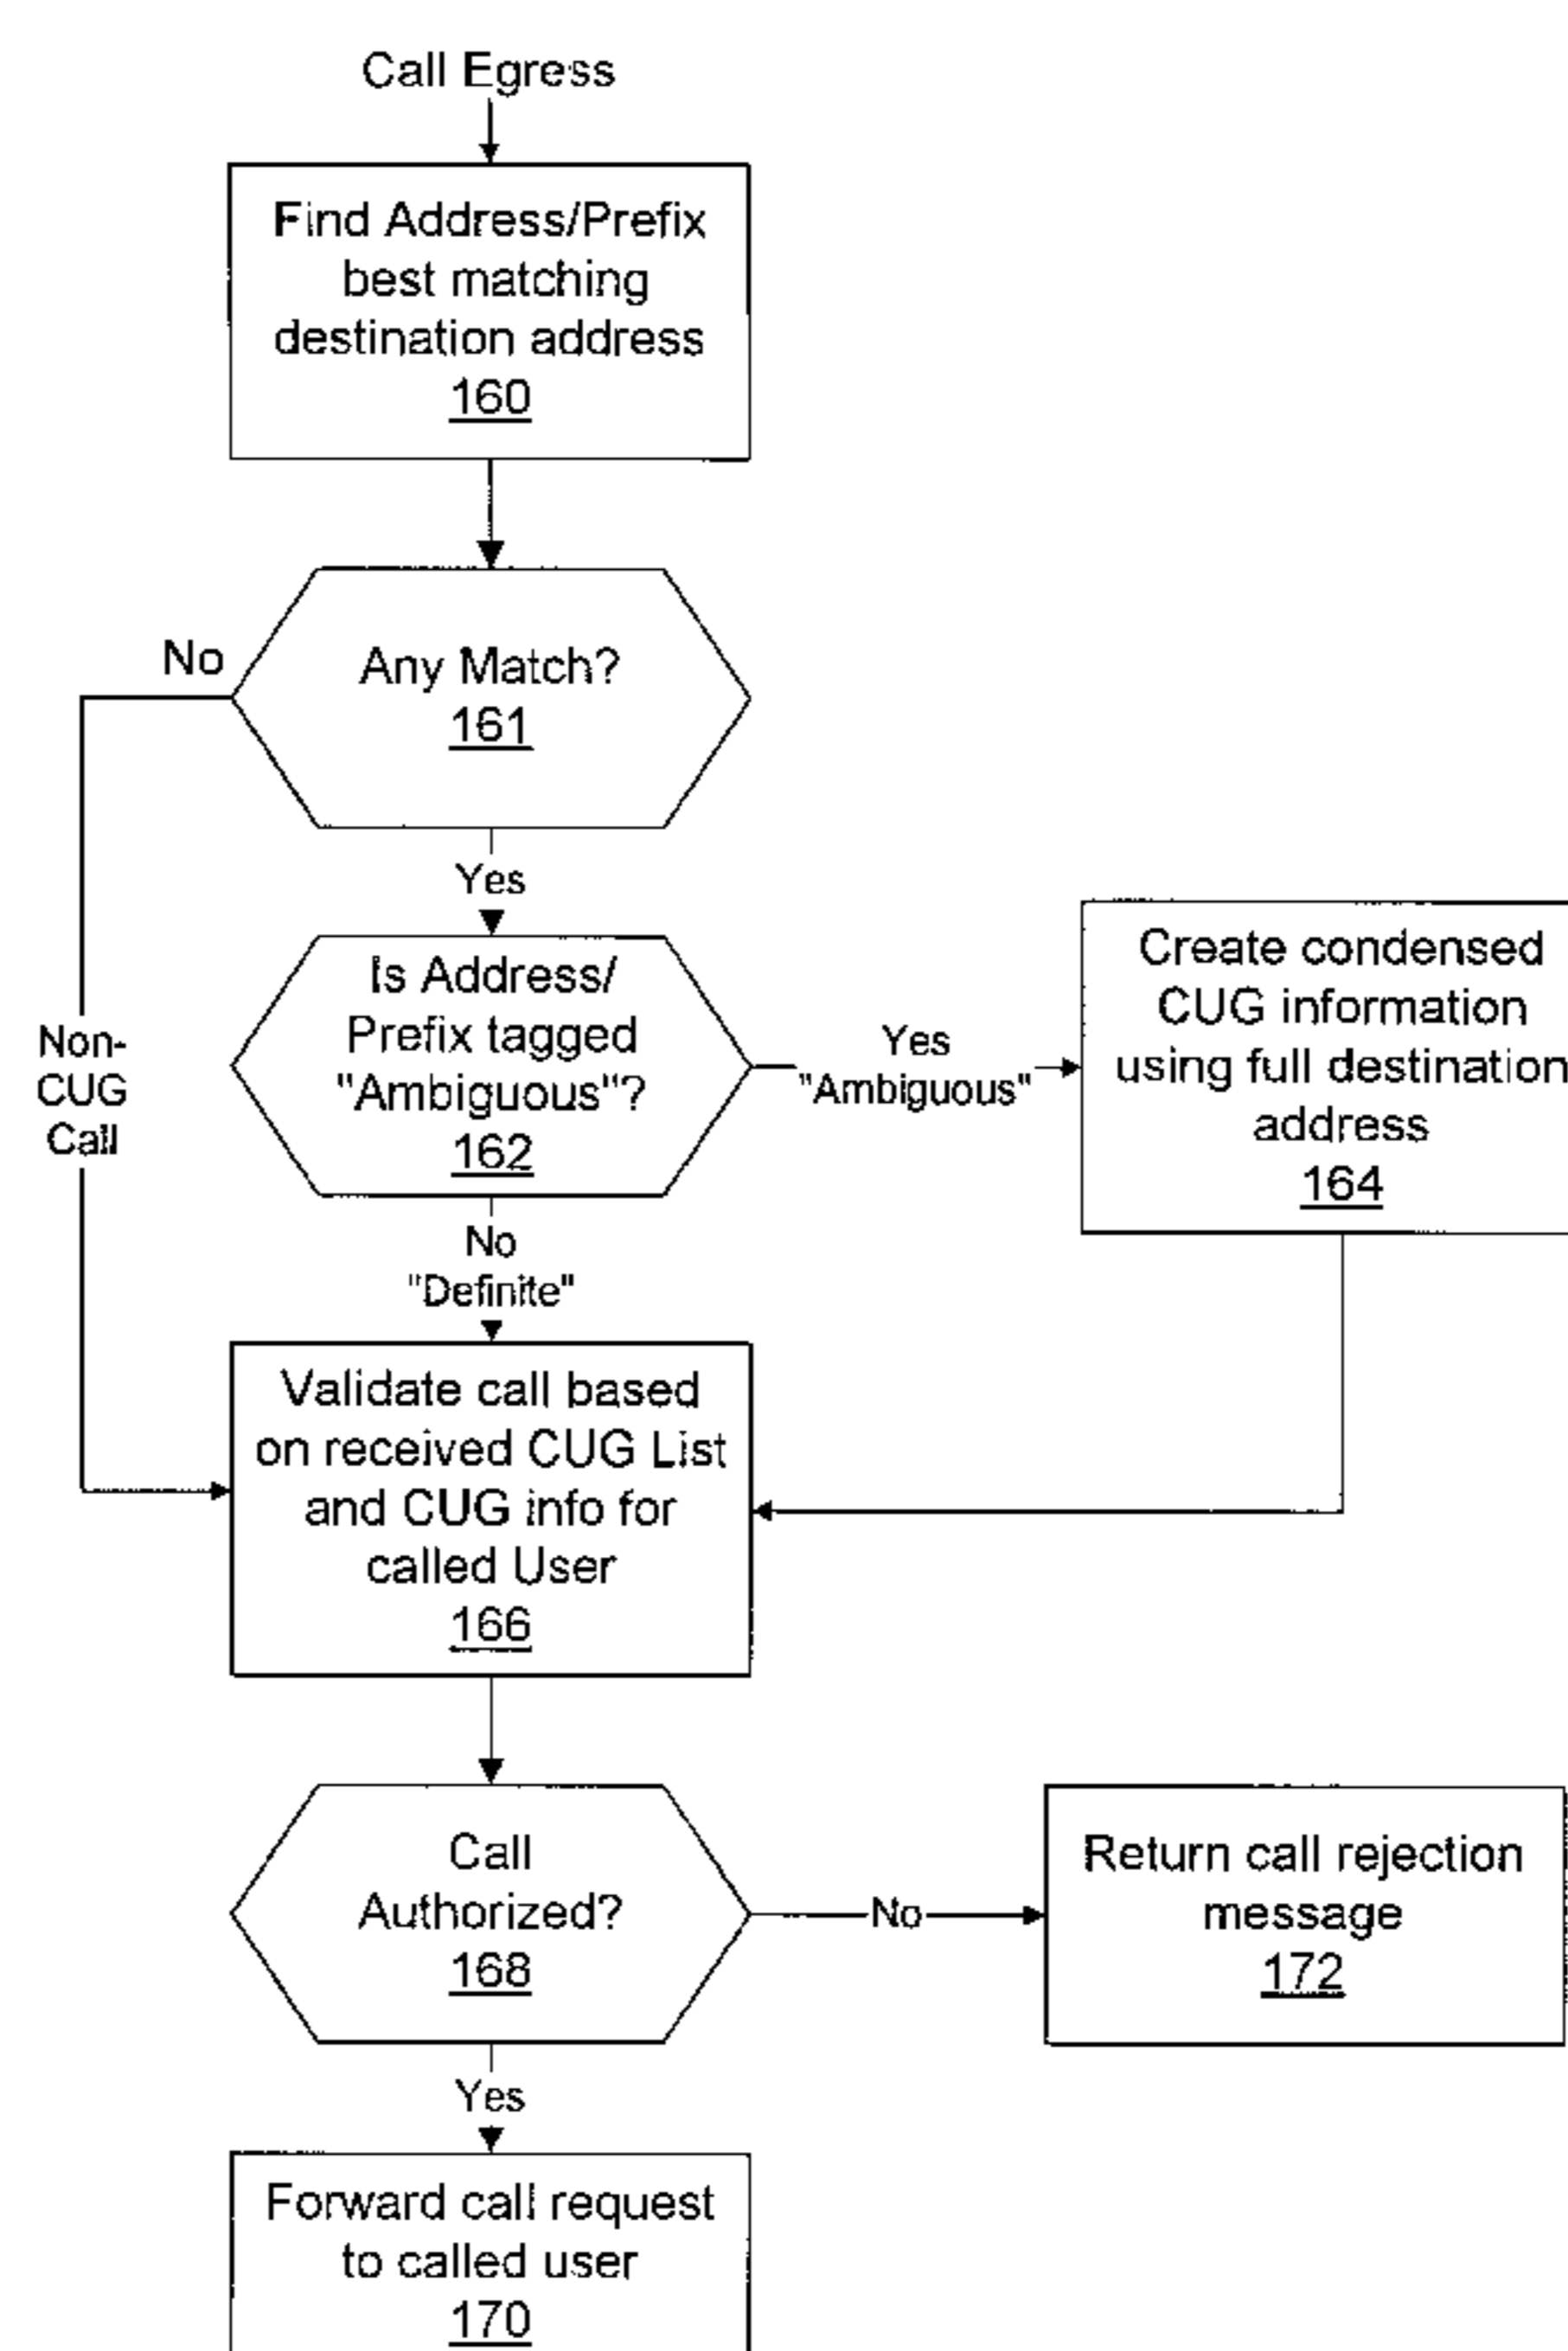 Call Egress
Find Address/Prefix
best matching
destination address
160
No
Any Match?
161
Yes
Non-
CUG
Call
Is Address/
Prefix tagged
"Ambiguous"?
162
Yes
"Ambiguous"
Create condensed
CUG information
using full destination
address
164
No
"Definite"
Validate call based
on received CUG List
and CUG info for
called User
166
Call
Authorized?
168
No
Return call rejection
message
172
Yes
Forward call request
to called user
170